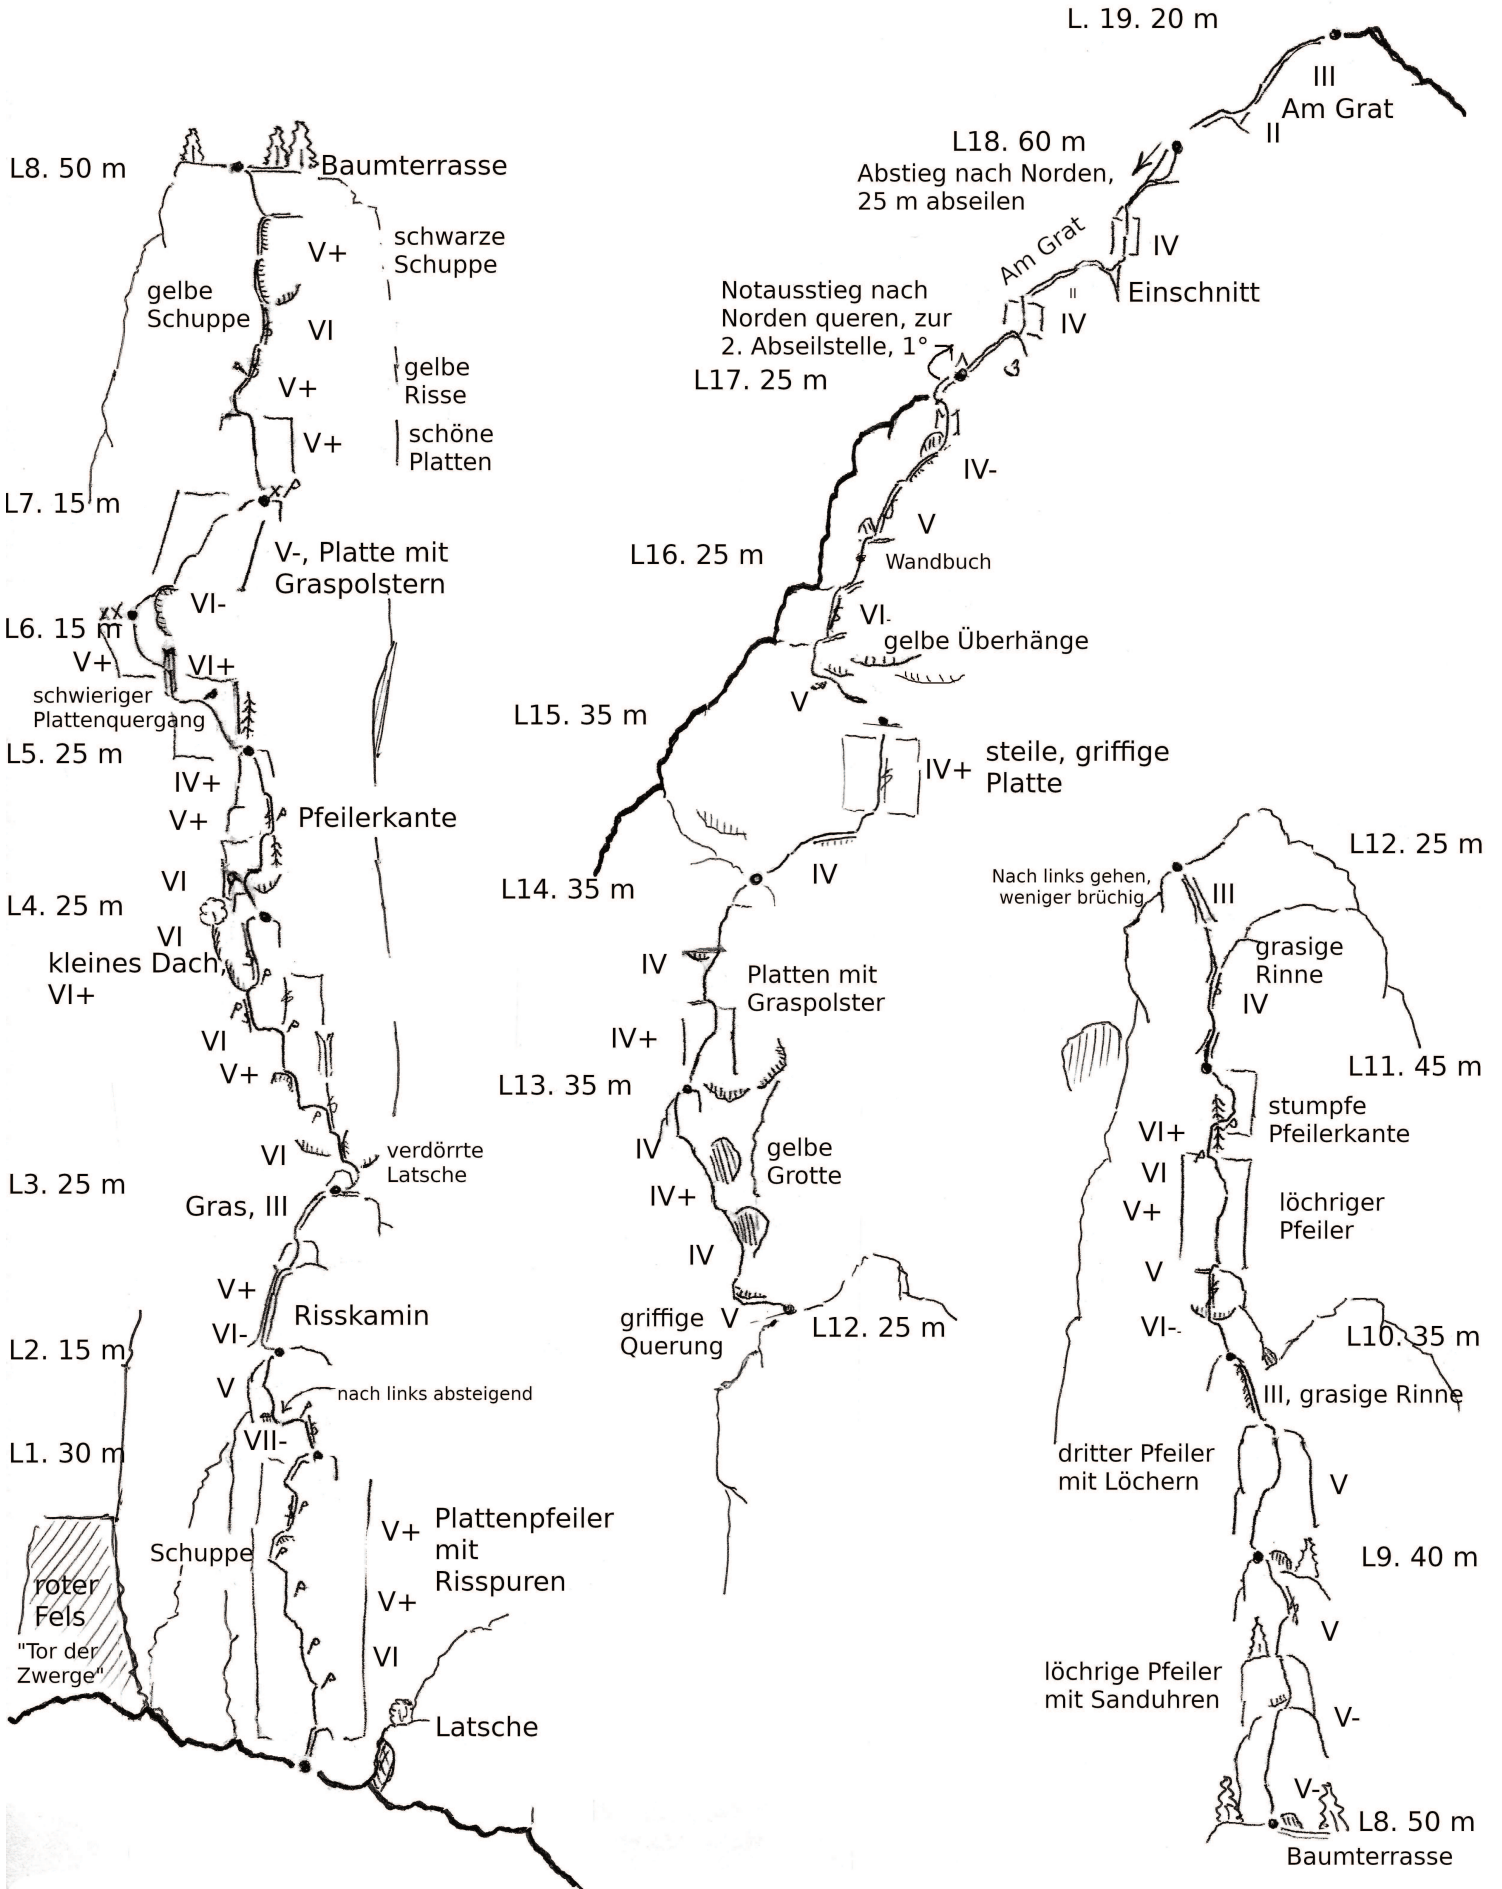 L8. 50 m
Baumterrasse
V+
schwarze
Schuppe
gelbe
Schuppe
VI
gelbe
Risse
V+
V+
schöne
Platten
L7. 15 m
V-, Platte mit
Graspolstern
VI-
L6. 15 m
V+
VI+
schwieriger
Plattenquergang
L5. 25 m
IV+
V+
Pfeilerkante
VI
L4. 25 m
VI
kleines Dach,
VI+
VI
V+
VI
verdörrte
Latsche
L3. 25 m
Gras, III
V+
Risskamin
VI-
L2. 15 m
V
nach links absteigend
VII-
L1. 30 m
V+
Plattenpfeiler
mit
Risspuren
Schuppe
roter
Fels
V+
"Tor der
Zwerge"
VI
Latsche
L. 19. 20 m
III
Am Grat
II
L18. 60 m
Abstieg nach Norden,
25 m abseilen
Am Grat
IV
II
Einschnitt
IV
Notausstieg nach
Norden queren, zur
2. Abseilstelle, 1°
L17. 25 m
3
IV-
V
L16. 25 m
Wandbuch
VI-
gelbe Überhänge
V
L15. 35 m
IV+
steile, griffige
Platte
IV
L14. 35 m
IV
Platten mit
Graspolster
IV+
L13. 35 m
IV
gelbe
Grotte
IV+
IV
griffige
Querung
V
L12. 25 m
L12. 25 m
Nach links gehen,
weniger brüchig
III
grasige
Rinne
IV
L11. 45 m
stumpfe
Pfeilerkante
VI+
VI
V+
löchriger
Pfeiler
V
VI-
L10. 35 m
III, grasige Rinne
dritter Pfeiler
mit Löchern
V
L9. 40 m
V
löchrige Pfeiler
mit Sanduhren
V-
V-
L8. 50 m
Baumterrasse